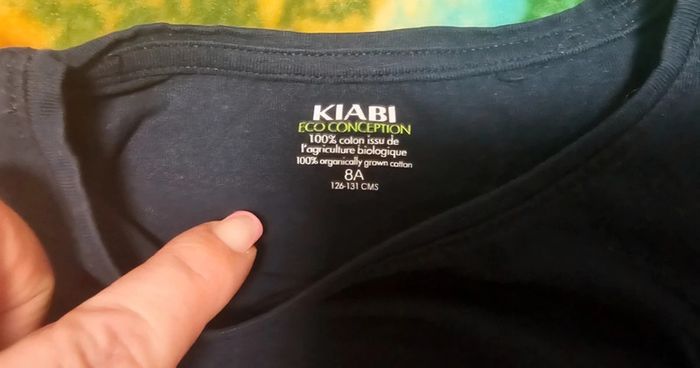 KIABI
ECO CONCEPTION
100% coton issu de
l'agriculture biologique
100% organically grown cotton
8A
126-131 CMS